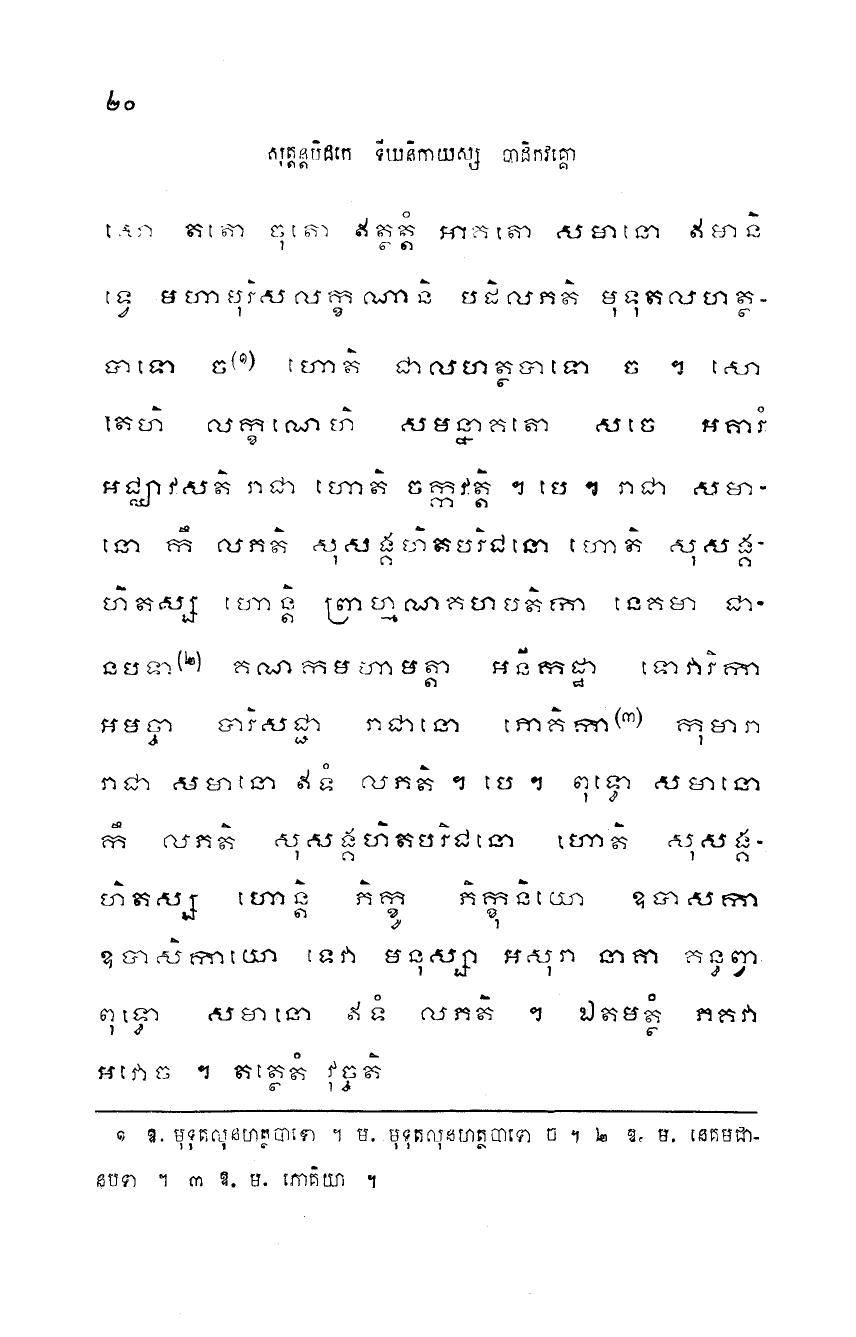 ២០
សុត្តន្តបិដកេ ទីឃនិកាយស្ស បាដិកវគ្គោ
សោ តតោ ចុតោ ឥត្ថត្តំ អាគតោ សមានោ ឥមានិ
ទ្វេ មហាបុរិសលក្ខណានិ បដិលភតិ មុទុតលហត្ថ-
បាទោ ច(១) ហោតិ ជាលហត្ថបាទោ ច ។ សោ
តេហិ លក្ខណេហិ សមន្នាគតោ សចេ អគារំ
អជ្ឈាវសតិ រាជា ហោតិ ចក្កវត្តិ ។ បេ ។ រាជា សមា-
នោ កឹ លភតិ សុសង្គហិតបរិជនោ ហោតិ សុសង្គ-
ហិតស្ស ហោន្តិ ព្រាហ្មណគហបតិកា នេគមា ជា-
នបទា(២) គណកមហាមត្តា អនីកដ្ឋា ទោវារិកា
អមច្ចា បារិសជ្ជា រាជានោ ភោគិកា(៣) កុមារា
រាជា សមានោ ឥទំ លភតិ ។ បេ ។ ពុទ្ធោ សមានោ
កឹ លភតិ សុសង្គហិតបរិជនោ ហោតិ សុសង្គ-
ហិតស្ស ហោន្តិ ភិក្ខូ ភិក្ខុនិយោ ឧបាសកា
ឧបាសិកាយោ ទេវា មនុស្សា អសុរា នាគា គន្ធព្វា
ពុទ្ធោ សមានោ ឥទំ លភតិ ។ ឯតមត្ថំ ភគវា
អវោច ។ តត្ថេតំ វុច្ចតិ
១ ឱ. មុទុតលុនហត្ថបាទោ ។ ម. មុទុតលុនហត្ថបាទោ ច ។ ២ ឱ. ម. នេគមជា-
នបទា ។ ៣ ឱ. ម. ភោគិយា ។